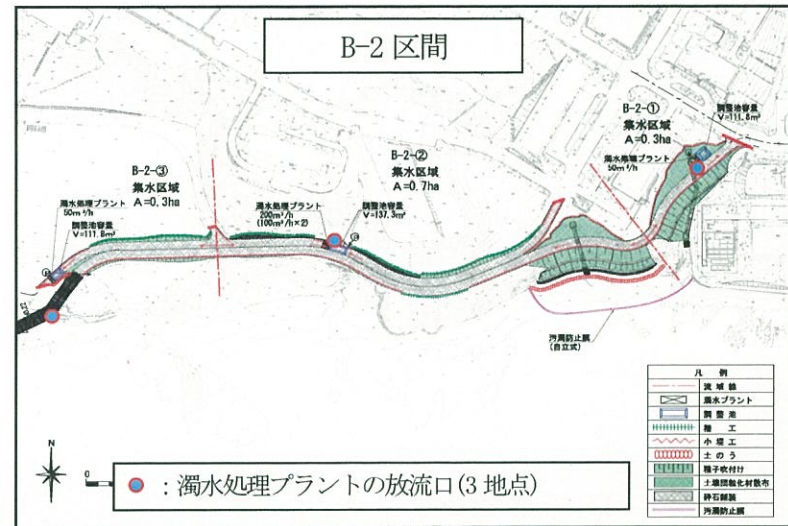 B-2 区間
B-2-①
集水区域
A=0.3ha
調整池容量
V=111.8m³
濁水処理プラント
50m³/h
B-2-②
集水区域
A=0.7ha
濁水処理プラント
200m³/h
(100m³/h×2)
調整池容量
V=137.3m³
B-2-③
集水区域
A=0.3ha
濁水処理プラント
50m³/h
調整池容量
V=111.8m³
汚濁防止膜
(自立式)
凡 例
流域線
濁水プラント
調整池
柵工
小堤工
土のう
種子吹付け
土壌団粒化材散布
砕石舗装
汚濁防止膜
N
0
：濁水処理プラントの放流口(3 地点)